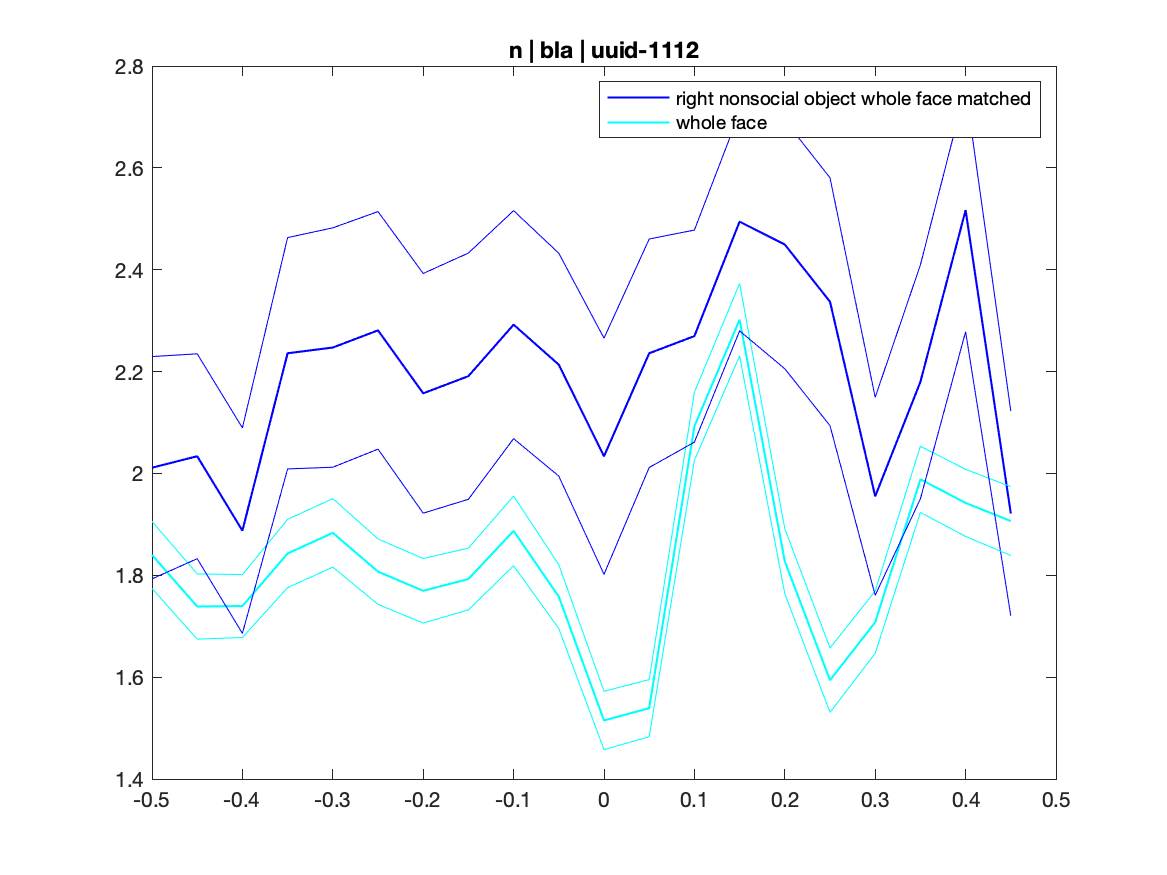 n | bla | uuid-1112
right nonsocial object whole face matched
whole face
2.8
2.6
2.4
2.2
2
1.8
1.6
1.4
-0.5 -0.4 -0.3 -0.2 -0.1 0 0.1 0.2 0.3 0.4 0.5